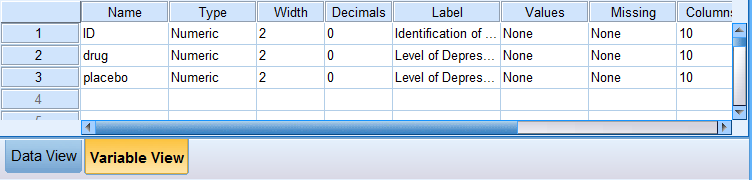 Name Type Width Decimals Label Values Missing Columns
1 ID Numeric 2 0 Identification of ... None None 10
2 drug Numeric 2 0 Level of Depres... None None 10
3 placebo Numeric 2 0 Level of Depres... None None 10
4
Data View Variable View